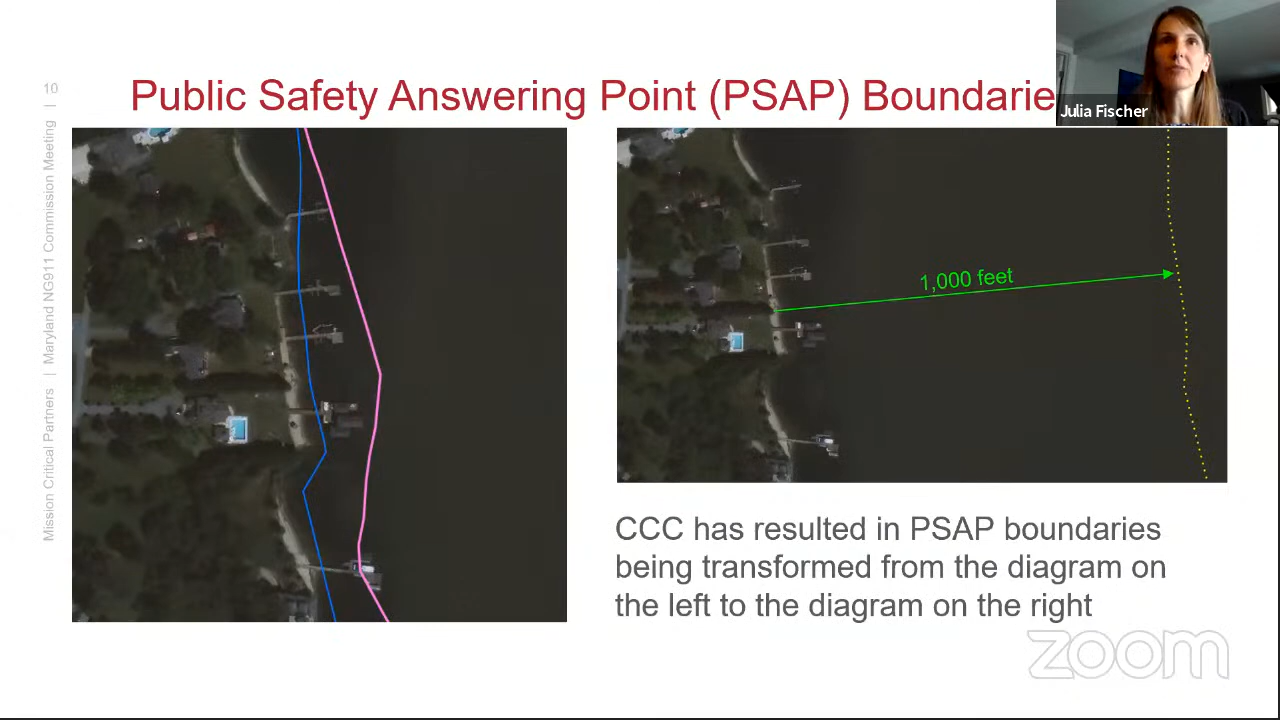 10
Mission Critical Partners | Maryland NG911 Commission Meeting |
Public Safety Answering Point (PSAP) Boundarie
Julia Fischer
1,000 feet
CCC has resulted in PSAP boundaries
being transformed from the diagram on
the left to the diagram on the right
zoom